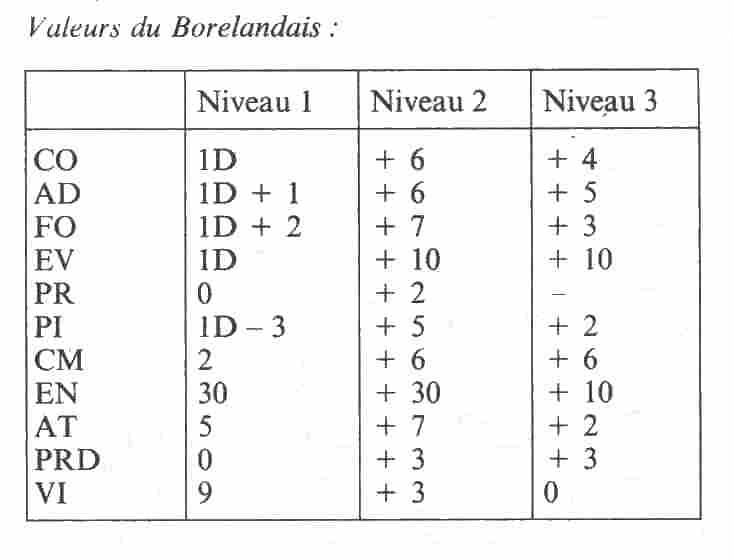 Valeurs du Borelandais :
Niveau 1 Niveau 2 Niveau 3
CO 1D + 6 + 4
AD 1D + 1 + 6 + 5
FO 1D + 2 + 7 + 3
EV 1D + 10 + 10
PR 0 + 2 –
PI 1D – 3 + 5 + 2
CM 2 + 6 + 6
EN 30 + 30 + 10
AT 5 + 7 + 2
PRD 0 + 3 + 3
VI 9 + 3 0